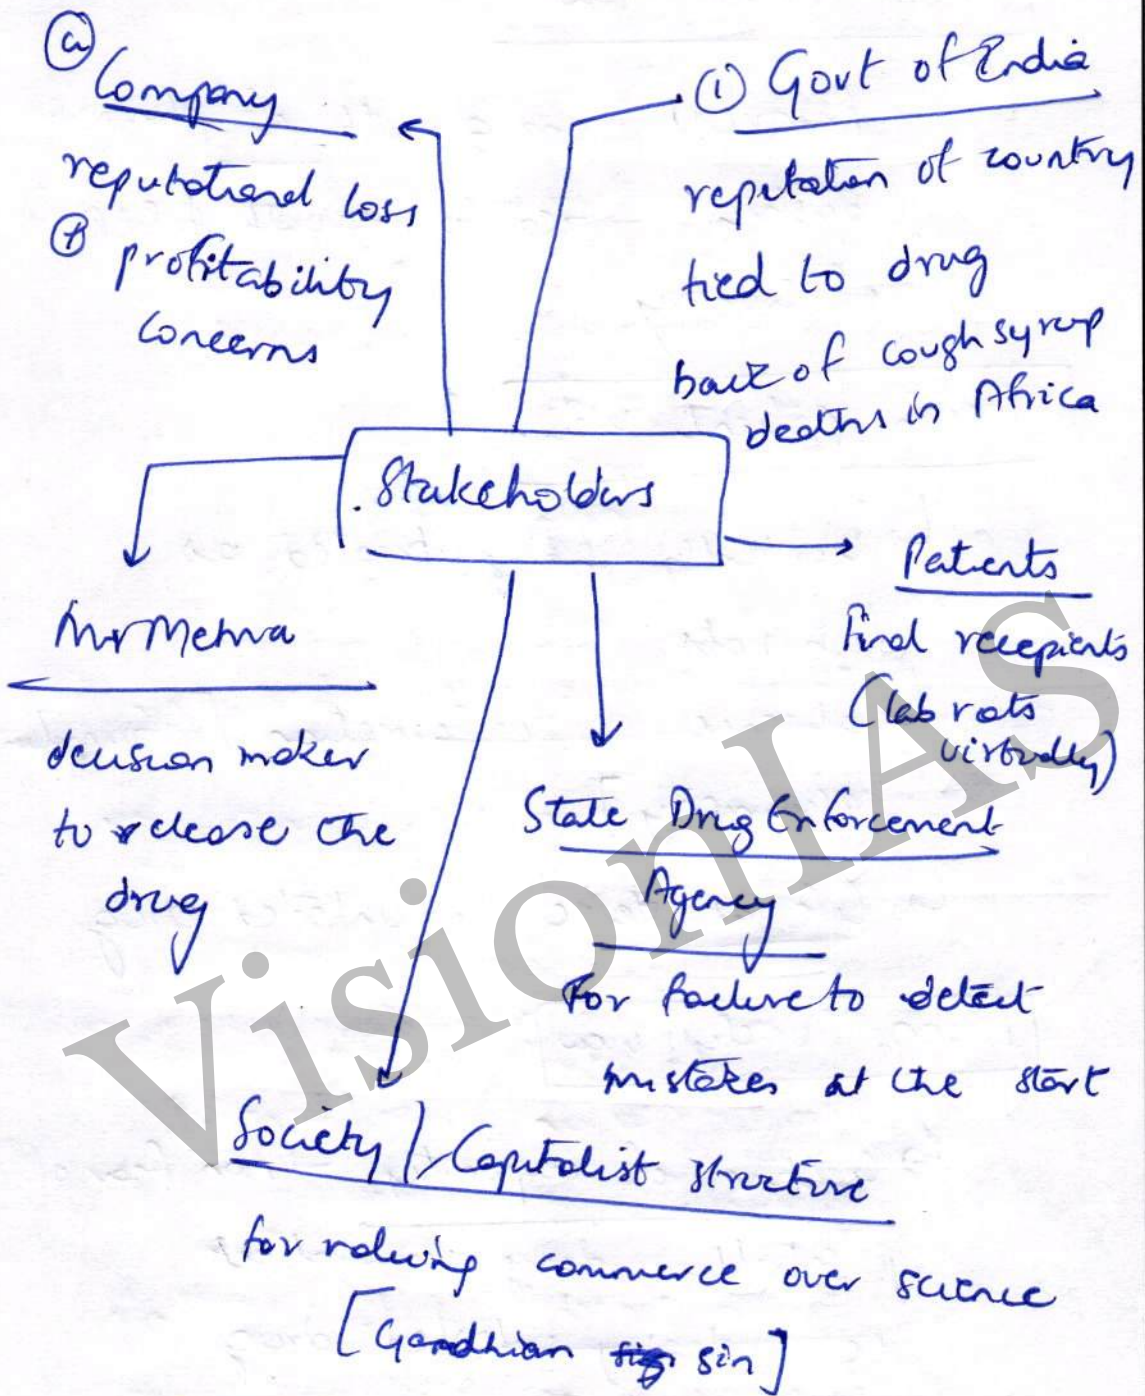 ① Govt of India
reputation of country
tied to drug
back of cough syrup
deaths in Africa
Company
reputational loss
profitability
concerns
Stakeholders
Patients
Final recepients
(lab rats
virtually)
Mr Mehra
decision maker
to release the
drug
State Drug Enforcement
Agency
for failure to detect
mistakes at the start
Society / Capitalist structure
for valuing commerce over science
[Gandhian sin]
VisionIAS